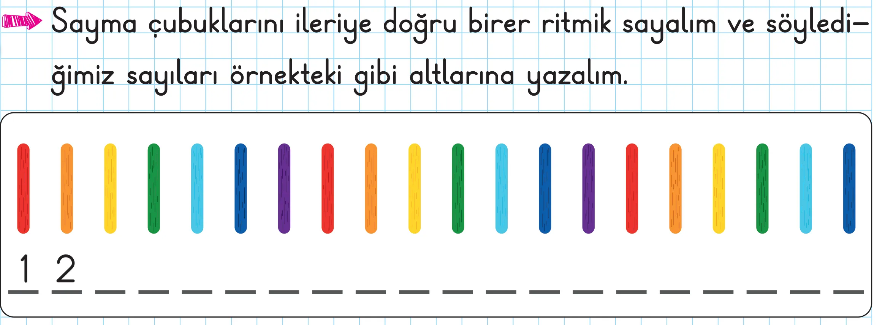 Sayma çubuklarını ileriye doğru birer ritmik sayalım ve söyledi-
ğimiz sayıları örnekteki gibi altlarına yazalım.
1 2